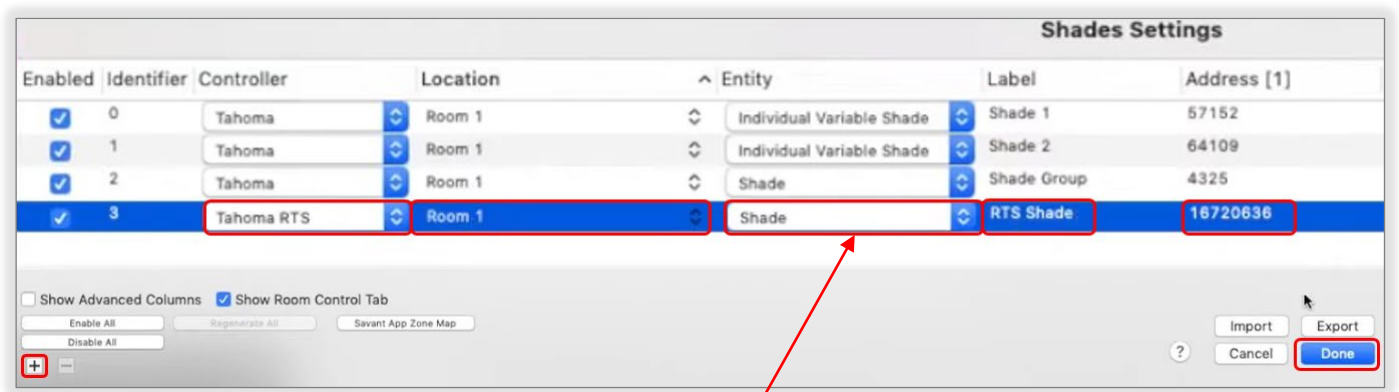 Shades Settings
Enabled Identifier Controller Location Entity Label Address [1]
0 Tahoma Room 1 Individual Variable Shade Shade 1 57152
1 Tahoma Room 1 Individual Variable Shade Shade 2 64109
2 Tahoma Room 1 Shade Shade Group 4325
3 Tahoma RTS Room 1 Shade RTS Shade 16720636
Show Advanced Columns Show Room Control Tab
Enable All Regenerate All Savant App Zone Map Import Export
Disable All ? Cancel Done
+ −